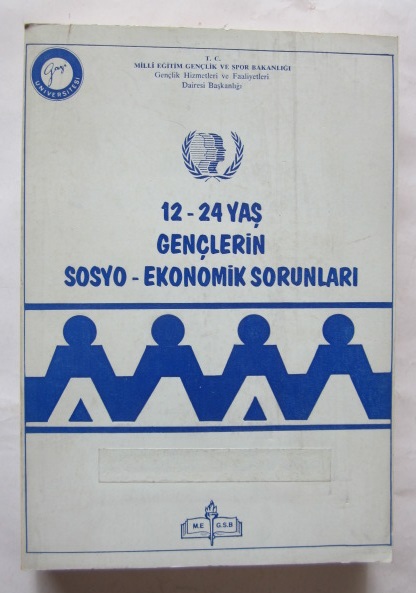 Gazi
ÜNİVERSİTESİ
T. C.
MİLLİ EĞİTİM GENÇLİK VE SPOR BAKANLIĞI
Gençlik Hizmetleri ve Faaliyetleri
Dairesi Başkanlığı
12 - 24 YAŞ
GENÇLERİN
SOSYO - EKONOMİK SORUNLARI
M.E G.S.B